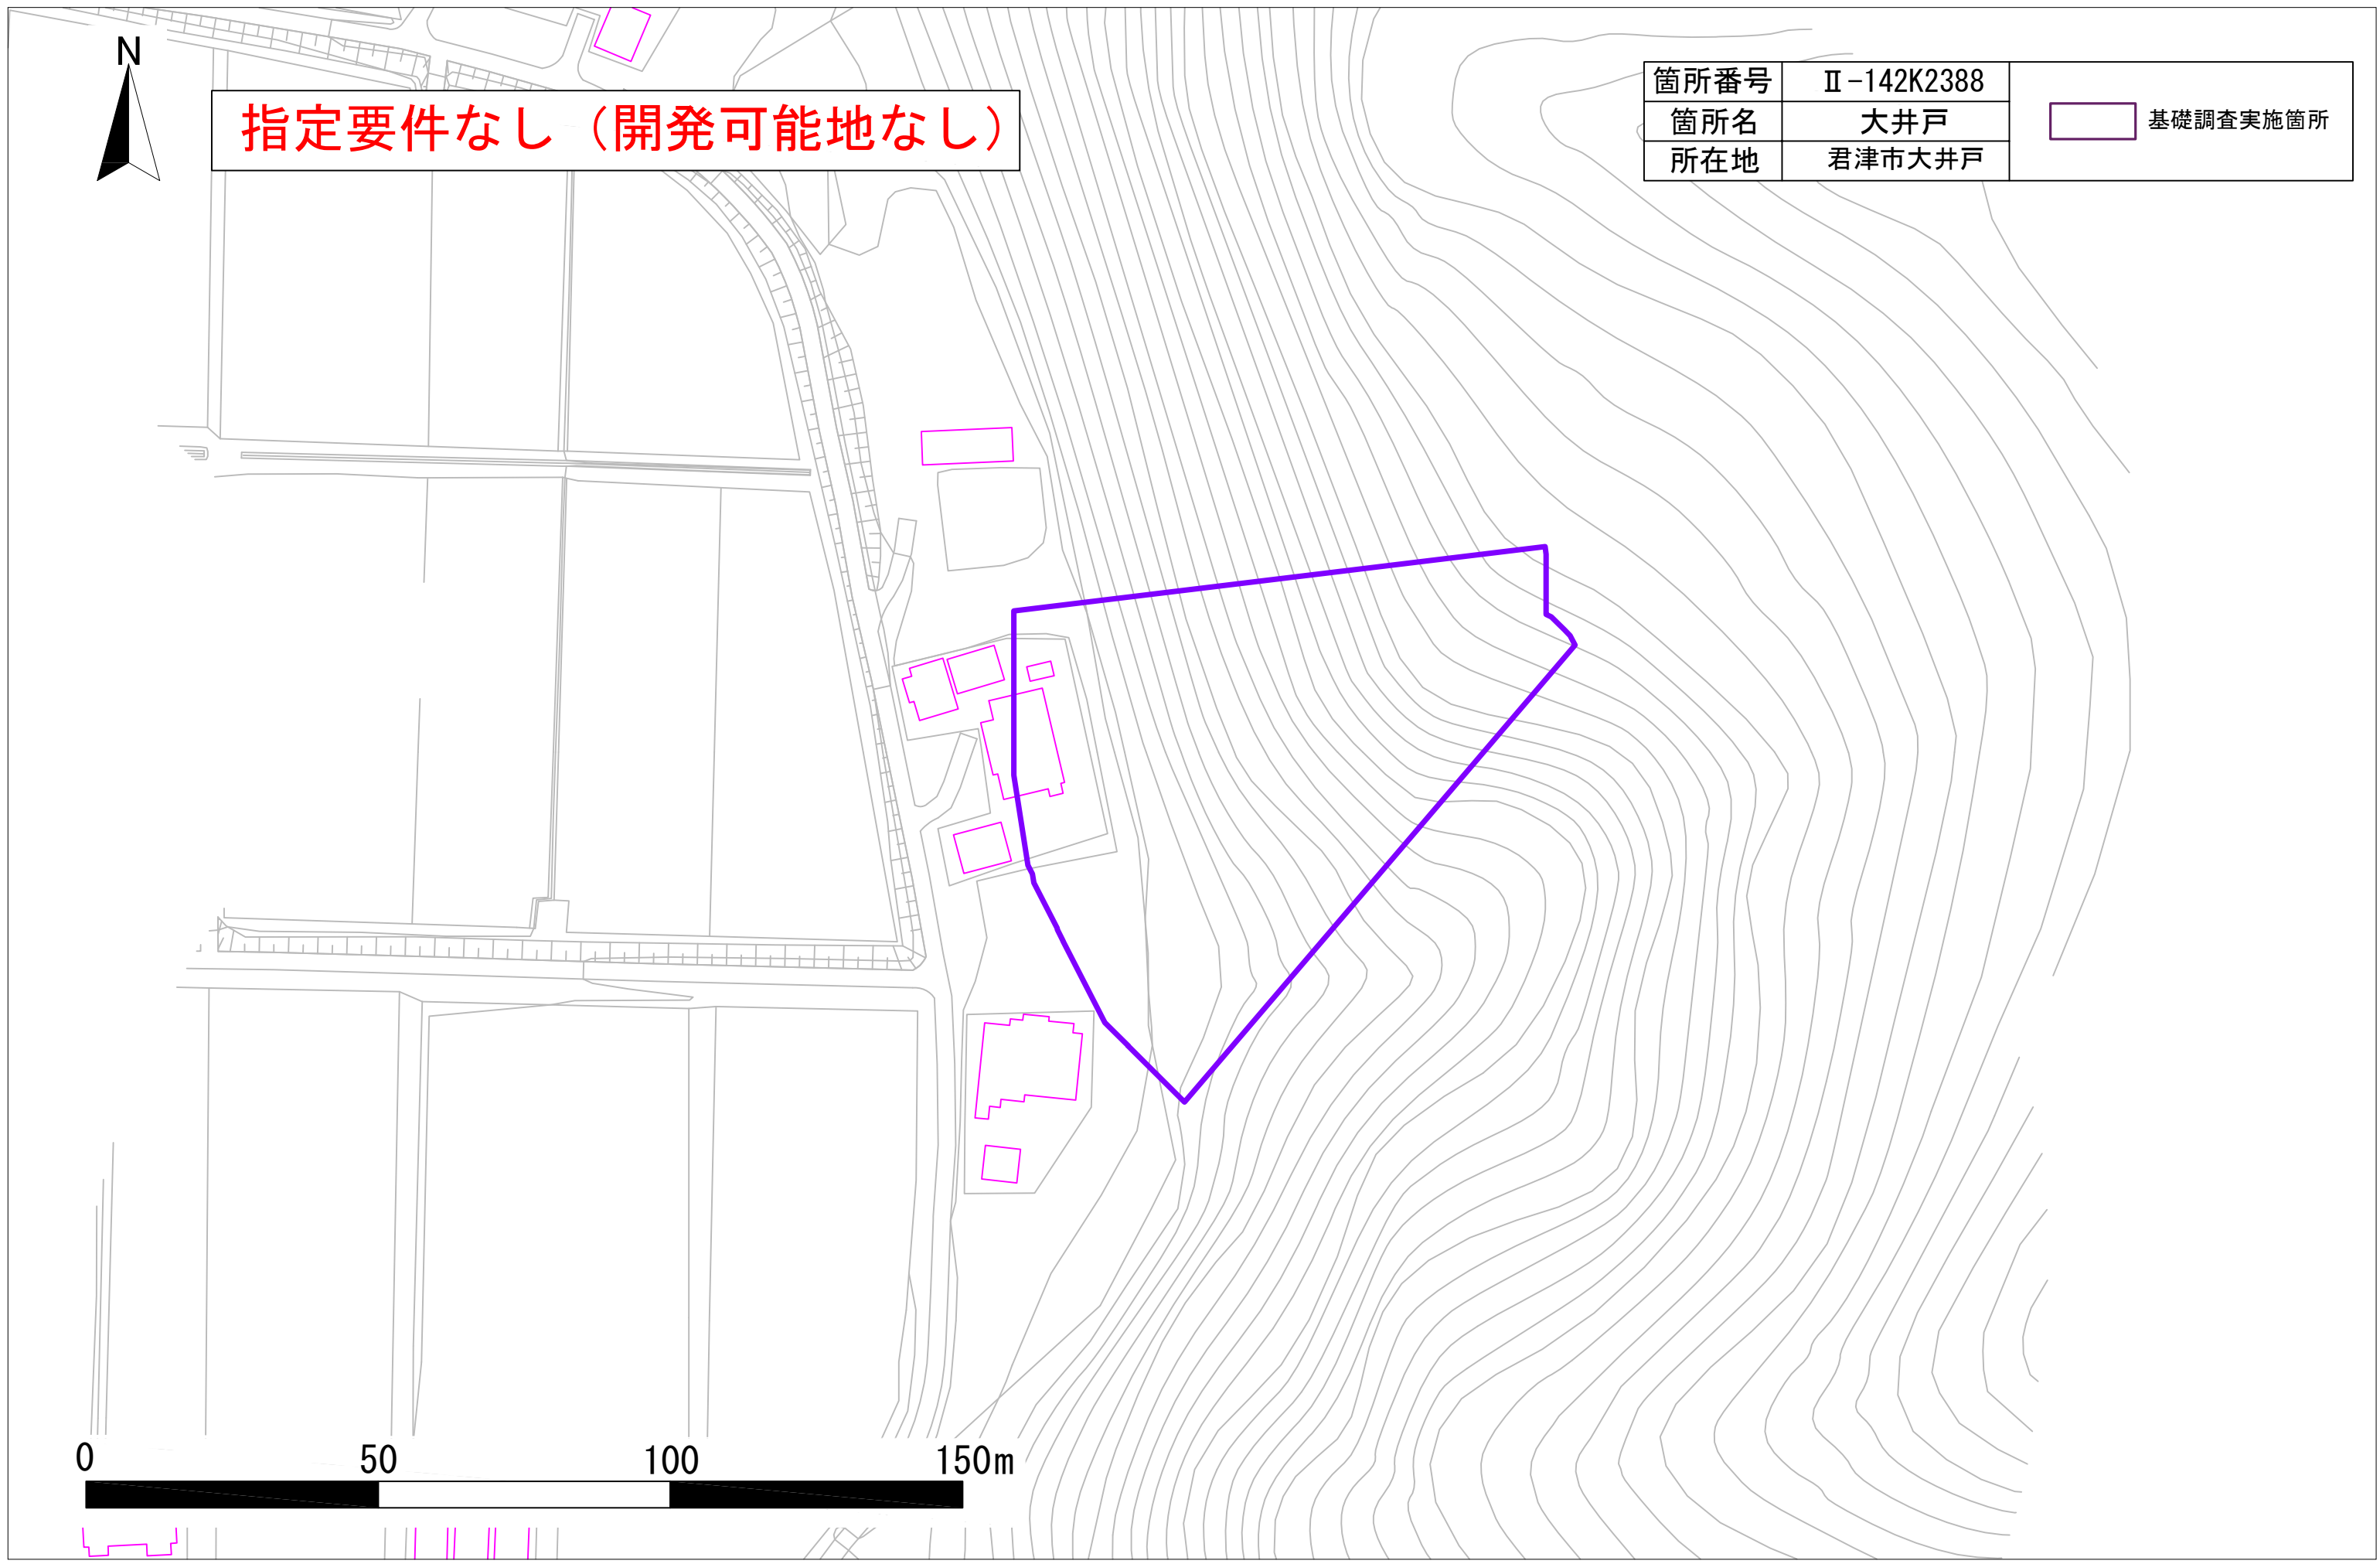 N
指定要件なし（開発可能地なし）
箇所番号 Ⅱ-142K2388
箇所名 大井戸
所在地 君津市大井戸
基礎調査実施箇所
0 50 100 150m